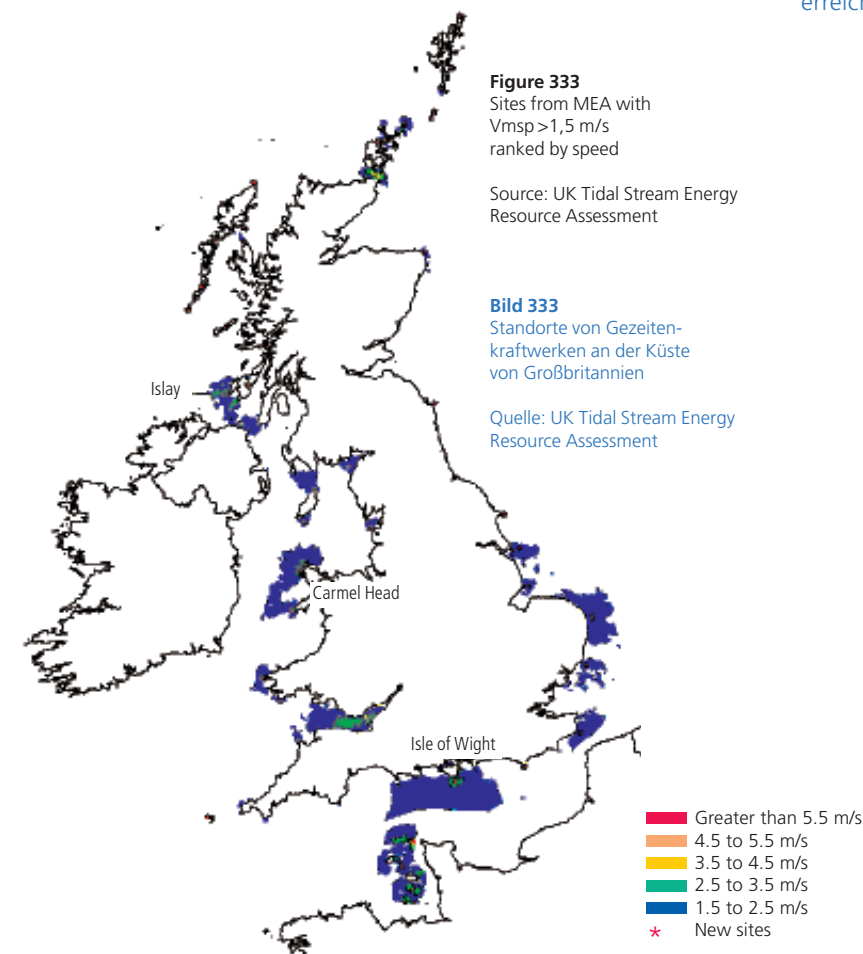 erreich
Figure 333
Sites from MEA with
Vmsp >1,5 m/s
ranked by speed
Source: UK Tidal Stream Energy
Resource Assessment
Bild 333
Standorte von Gezeiten-
kraftwerken an der Küste
von Großbritannien
Quelle: UK Tidal Stream Energy
Resource Assessment
Islay
Carmel Head
Isle of Wight
Greater than 5.5 m/s
4.5 to 5.5 m/s
3.5 to 4.5 m/s
2.5 to 3.5 m/s
1.5 to 2.5 m/s
* New sites